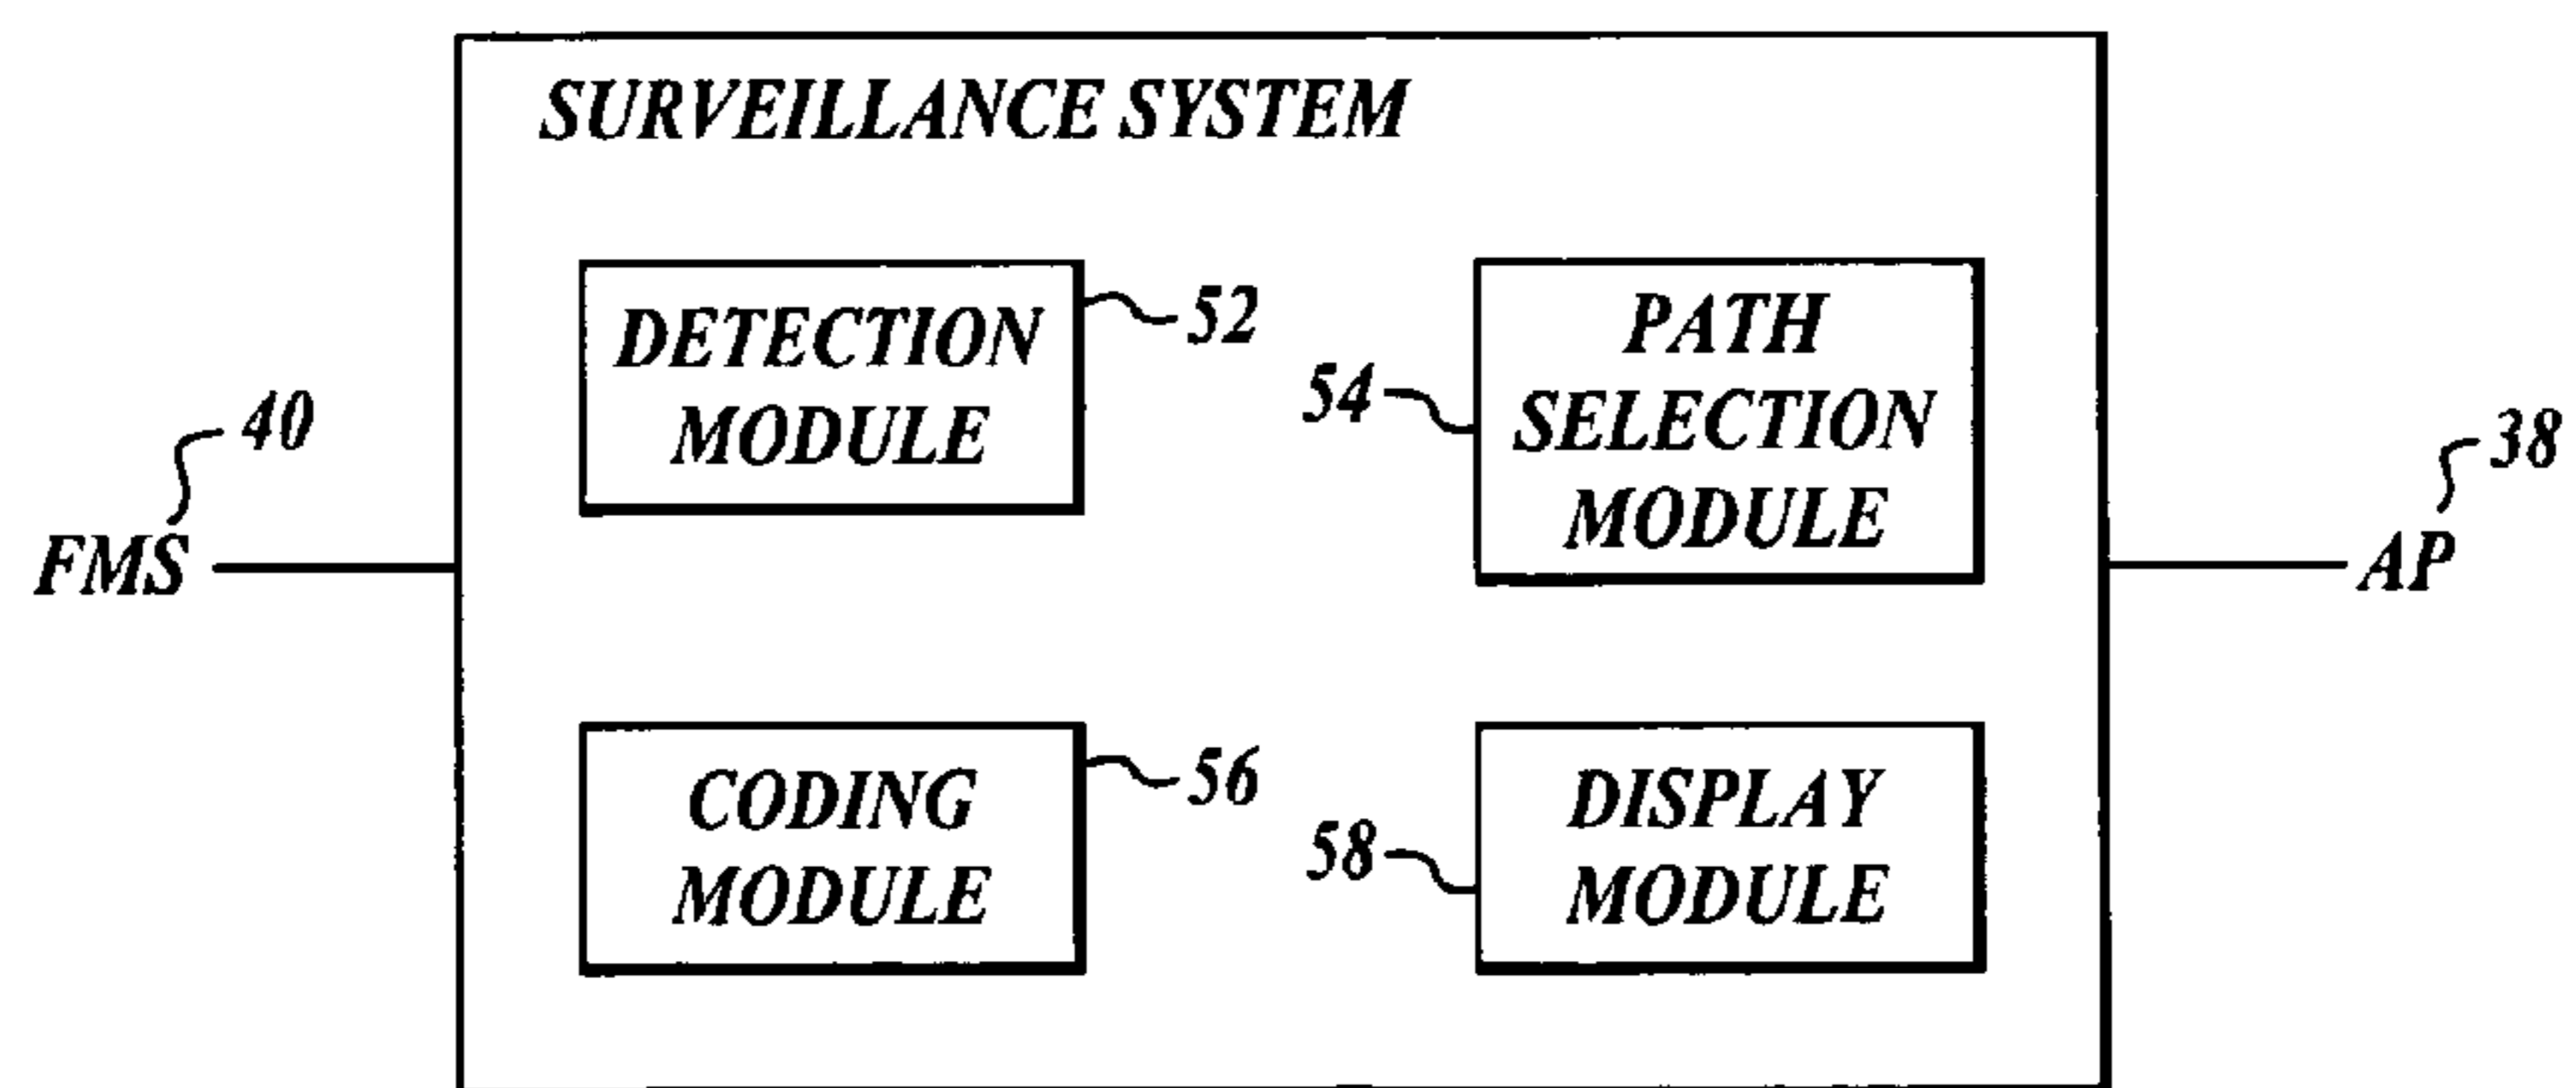 SURVEILLANCE SYSTEM
DETECTION
MODULE
52
PATH
SELECTION
MODULE
54
40
FMS
38
AP
CODING
MODULE
56
DISPLAY
MODULE
58